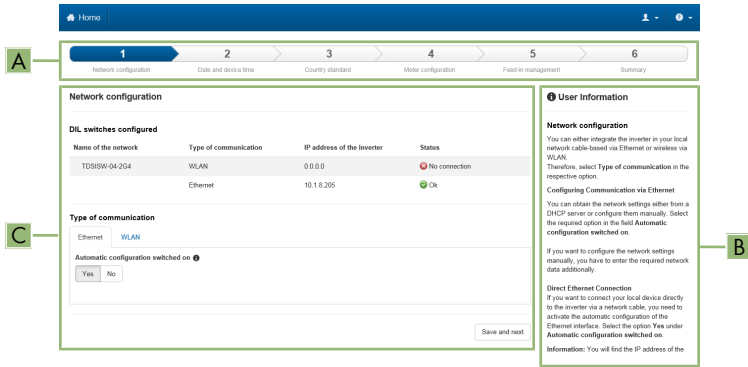 Home
A
1
2
3
4
5
6
Network configuration
Date and device time
Country standard
Meter configuration
Feed-in management
Summary
Network configuration
DIL switches configured
Name of the network
Type of communication
IP address of the inverter
Status
TDSISW-04-2G4
WLAN
0.0.0.0
No connection
Ethernet
10.1.8.205
Ok
C
Type of communication
Ethernet
WLAN
Automatic configuration switched on
Yes
No
Save and next
User Information
Network configuration
You can either integrate the inverter in your local
network cable-based via Ethernet or wireless via
WLAN.
Therefore, select Type of communication in the
respective option.
Configuring Communication via Ethernet
You can obtain the network settings either from a
DHCP server or configure them manually. Select
the required option in the field Automatic
configuration switched on.
If you want to configure the network settings
manually, you have to enter the required network
data additionally.
B
Direct Ethernet Connection
If you want to connect your local device directly
to the inverter via a network cable, you need to
activate the automatic configuration of the
Ethernet interface. Select the option Yes under
Automatic configuration switched on.
Information: You will find the IP address of the